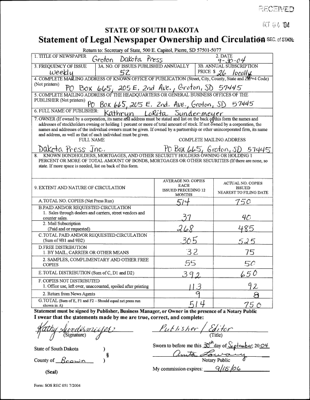 RECEIVED
OCT 04 '04
SEC. OF STATE
STATE OF SOUTH DAKOTA
Statement of Legal Newspaper Ownership and Circulation
Return to: Secretary of State, 500 E. Capitol, Pierre, SD 57501-5077
1. TITLE OF NEWSPAPER
Groton Dakota Press
2. DATE
9-30-04
3. FREQUENCY OF ISSUE
weekly
3A. NO. OF ISSUES PUBLISHED ANNUALLY
52
3B. ANNUAL SUBSCRIPTION
PRICE $ 26 locally
4. COMPLETE MAILING ADDRESS OF KNOWN OFFICE OF PUBLICATION (Street, City, County, State and Zip+4 Code)
(Not printers)
PO Box 665, 205 E. 2nd Ave., Groton, SD 57445
5. COMPLETE MAILING ADDRESS OF THE HEADQUARTERS OR GENERAL BUSINESS OFFICES OF THE
PUBLISHER (Not printers)
PO Box 665, 205 E. 2nd Ave., Groton, SD 57445
6. FULL NAME OF PUBLISHER:
Kathryn LoRita Sundermeyer
7. OWNER (If owned by a corporation, its name and address must be stated and also the names and
addresses of stockholders owning or holding 1 percent or more of total amount of stock. If not owned by a corporation, the
names and addresses of the individual owners must be given. If owned by a partnership or other unincorporated firm, its name
and address, as well as that of each individual must be given.
FULL NAME
COMPLETE MAILING ADDRESS
Dakota Press Inc.
PO Box 665, Groton, SD 57445
8. KNOWN BONDHOLDERS, MORTGAGES, AND OTHER SECURITY HOLDERS OWNING OR HOLDING 1
PERCENT OR MORE OF TOTAL AMOUNT OF BONDS, MORTGAGES OR OTHER SECURITIES (If there are none, so
state. If more space is needed, list on back of this form.
9. EXTENT AND NATURE OF CIRCULATION
AVERAGE NO. COPIES
EACH
ISSUED PRECEDING 12
MONTHS
ACTUAL NO. COPIES
ISSUED
NEAREST TO FILING DATE
A. TOTAL NO. COPIES (Net Press Run)
514
750
B. PAID AND/OR REQUESTED CIRCULATION
1. Sales through dealers and carriers, street vendors and
counter sales
37
40
2. Mail Subscription
(Paid and or requested)
268
485
C. TOTAL PAID AND/OR REQUESTED CIRCULATION
(Sum of 9B1 and 9B2)
305
525
D. FREE DISTRIBUTION
1. BY MAIL, CARRIER OR OTHER MEANS
32
75
2. SAMPLES, COMPLIMENTARY AND OTHER FREE
COPIES
55
50
E. TOTAL DISTRIBUTION (Sum of C, D1 and D2)
392
650
F. COPIES NOT DISTRIBUTED
1. Office use, left over, unaccounted, spoiled after printing
113
92
2. Return from News Agents
9
8
G. TOTAL (Sum of E, F1 and F2 - Should equal net press run
shown in A)
514
750
Statement must be signed by Publisher, Business Manager, or Owner in the presence of a Notary Public
I swear that the statements made by me are true, correct, and complete:
Kathy Sundermeyer
(Signature)
Publisher / Editor
(Title)
State of South Dakota )
County of Brown )
§
(Seal)
Sworn to before me this 30th day of September 2004
Notary Public
My commission expires: 9/15/06
Form: SOS REC 051 7/2004